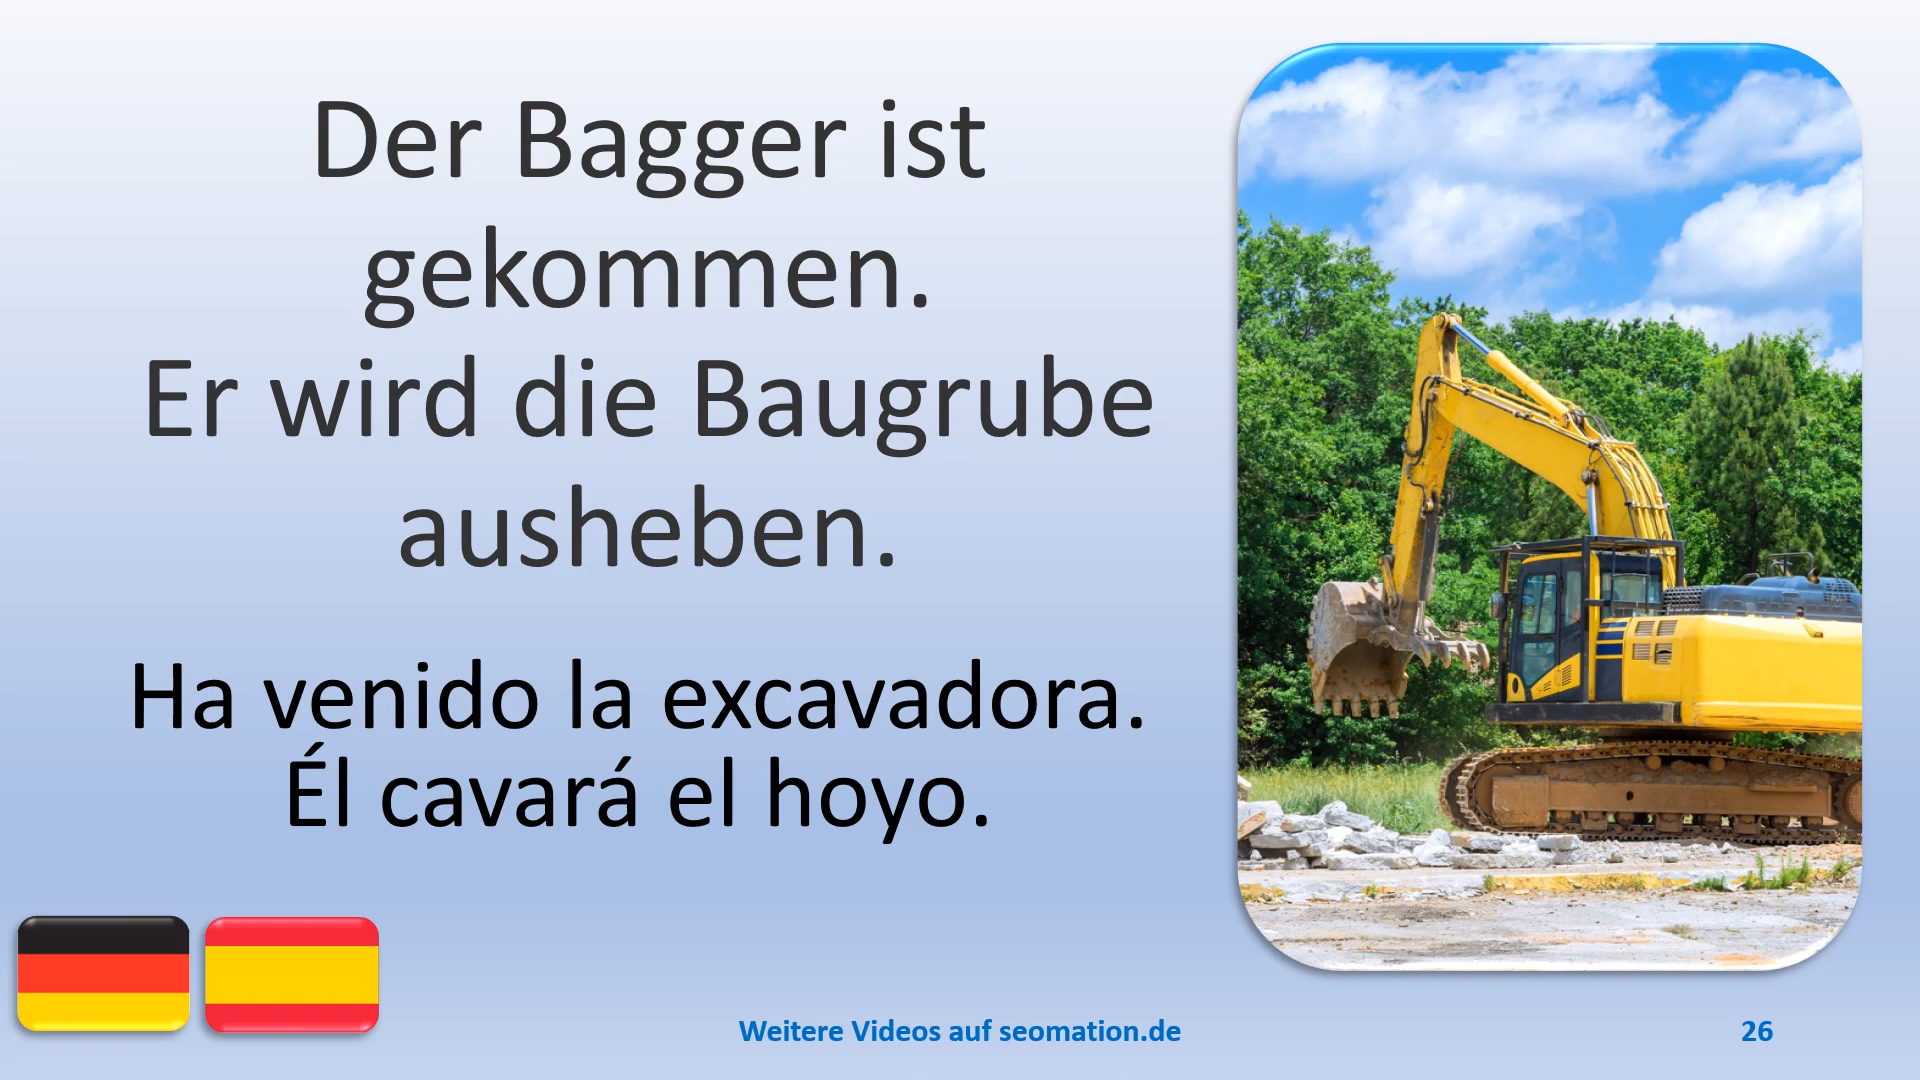 Der Bagger ist
gekommen.
Er wird die Baugrube
ausheben.
Ha venido la excavadora.
Él cavará el hoyo.
Weitere Videos auf seomation.de
26